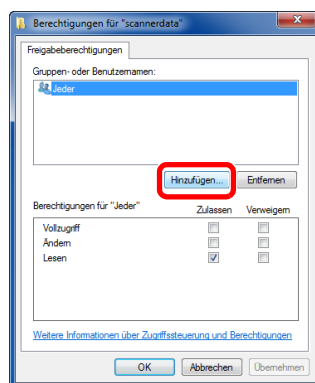 Berechtigungen für "scannerdata"
Freigabeberechtigungen
Gruppen- oder Benutzernamen:
Jeder
Hinzufügen... Entfernen
Berechtigungen für "Jeder" Zulassen Verweigern
Vollzugriff
Ändern
Lesen
Weitere Informationen über Zugriffssteuerung und Berechtigungen
OK Abbrechen Übernehmen